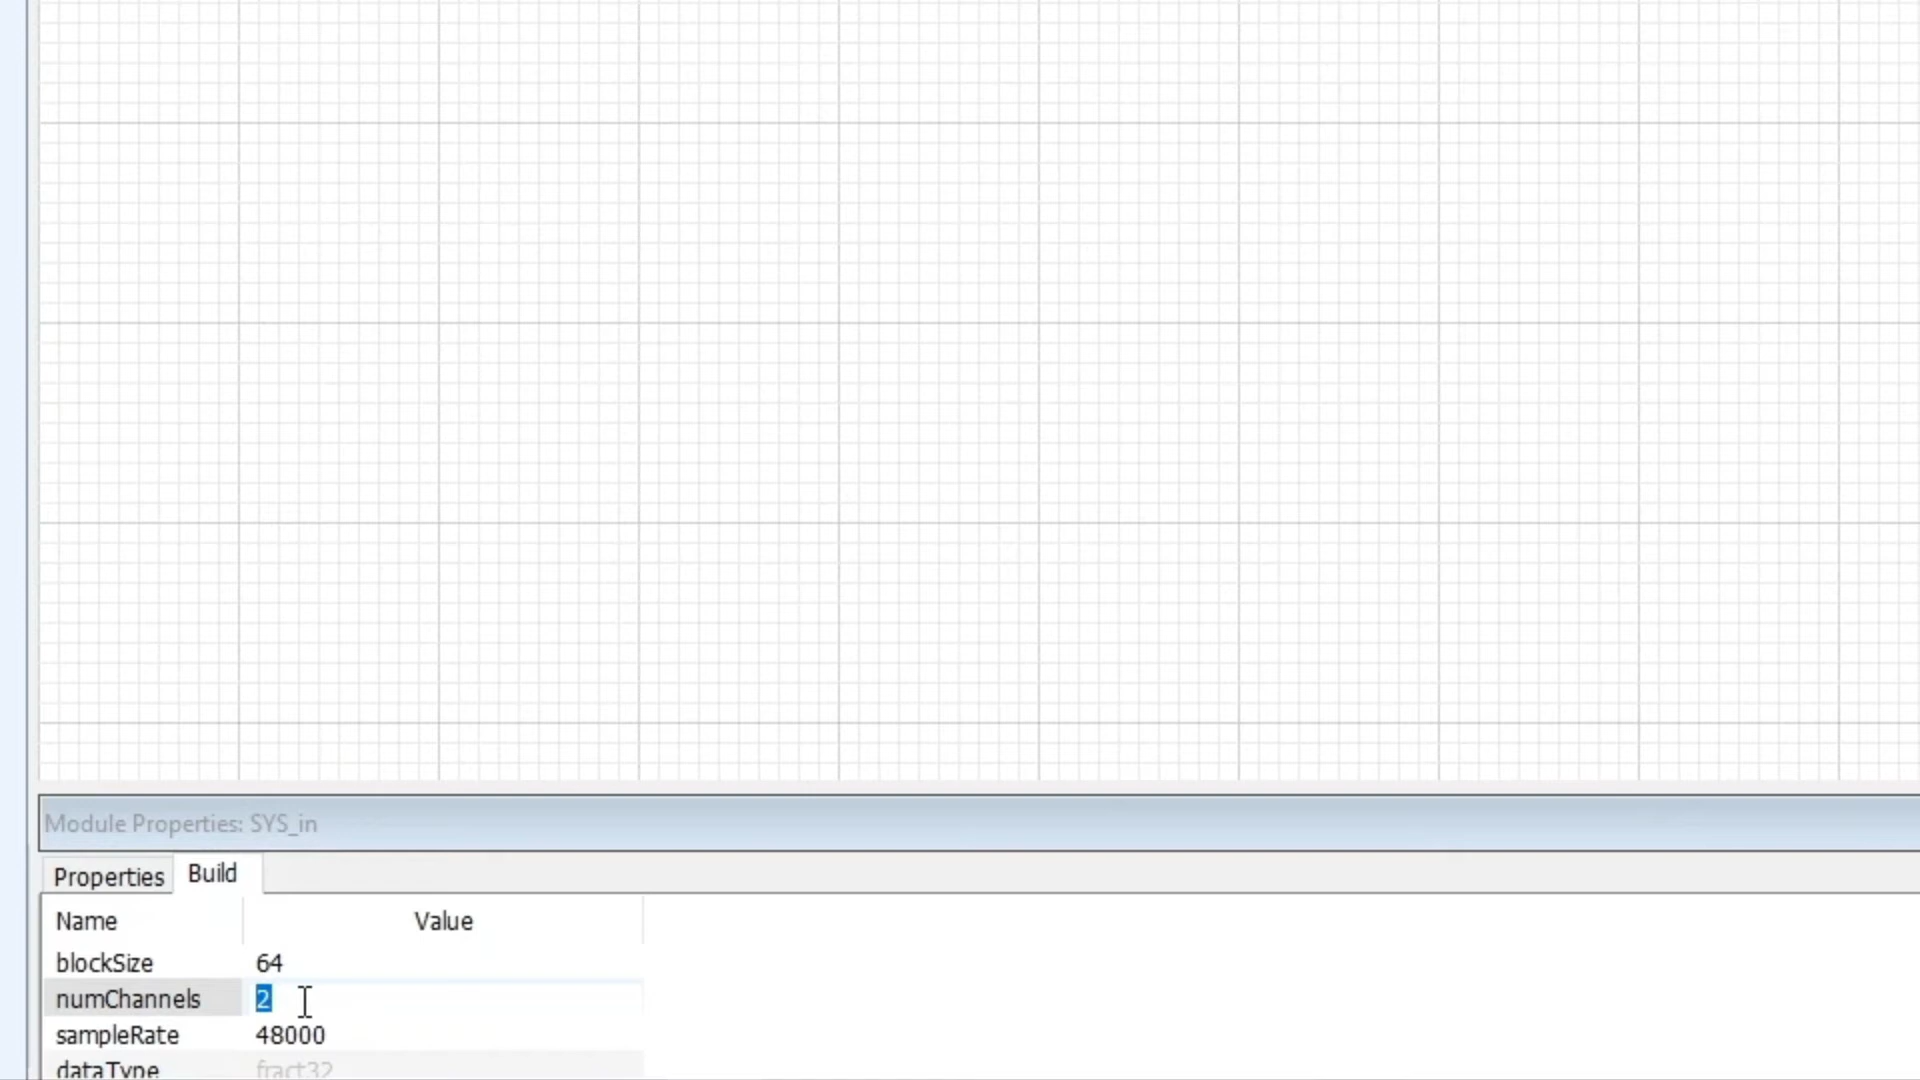 Module Properties: SYS_in
Properties Build
Name Value
blockSize 64
numChannels 2
sampleRate 48000
dataType fract32